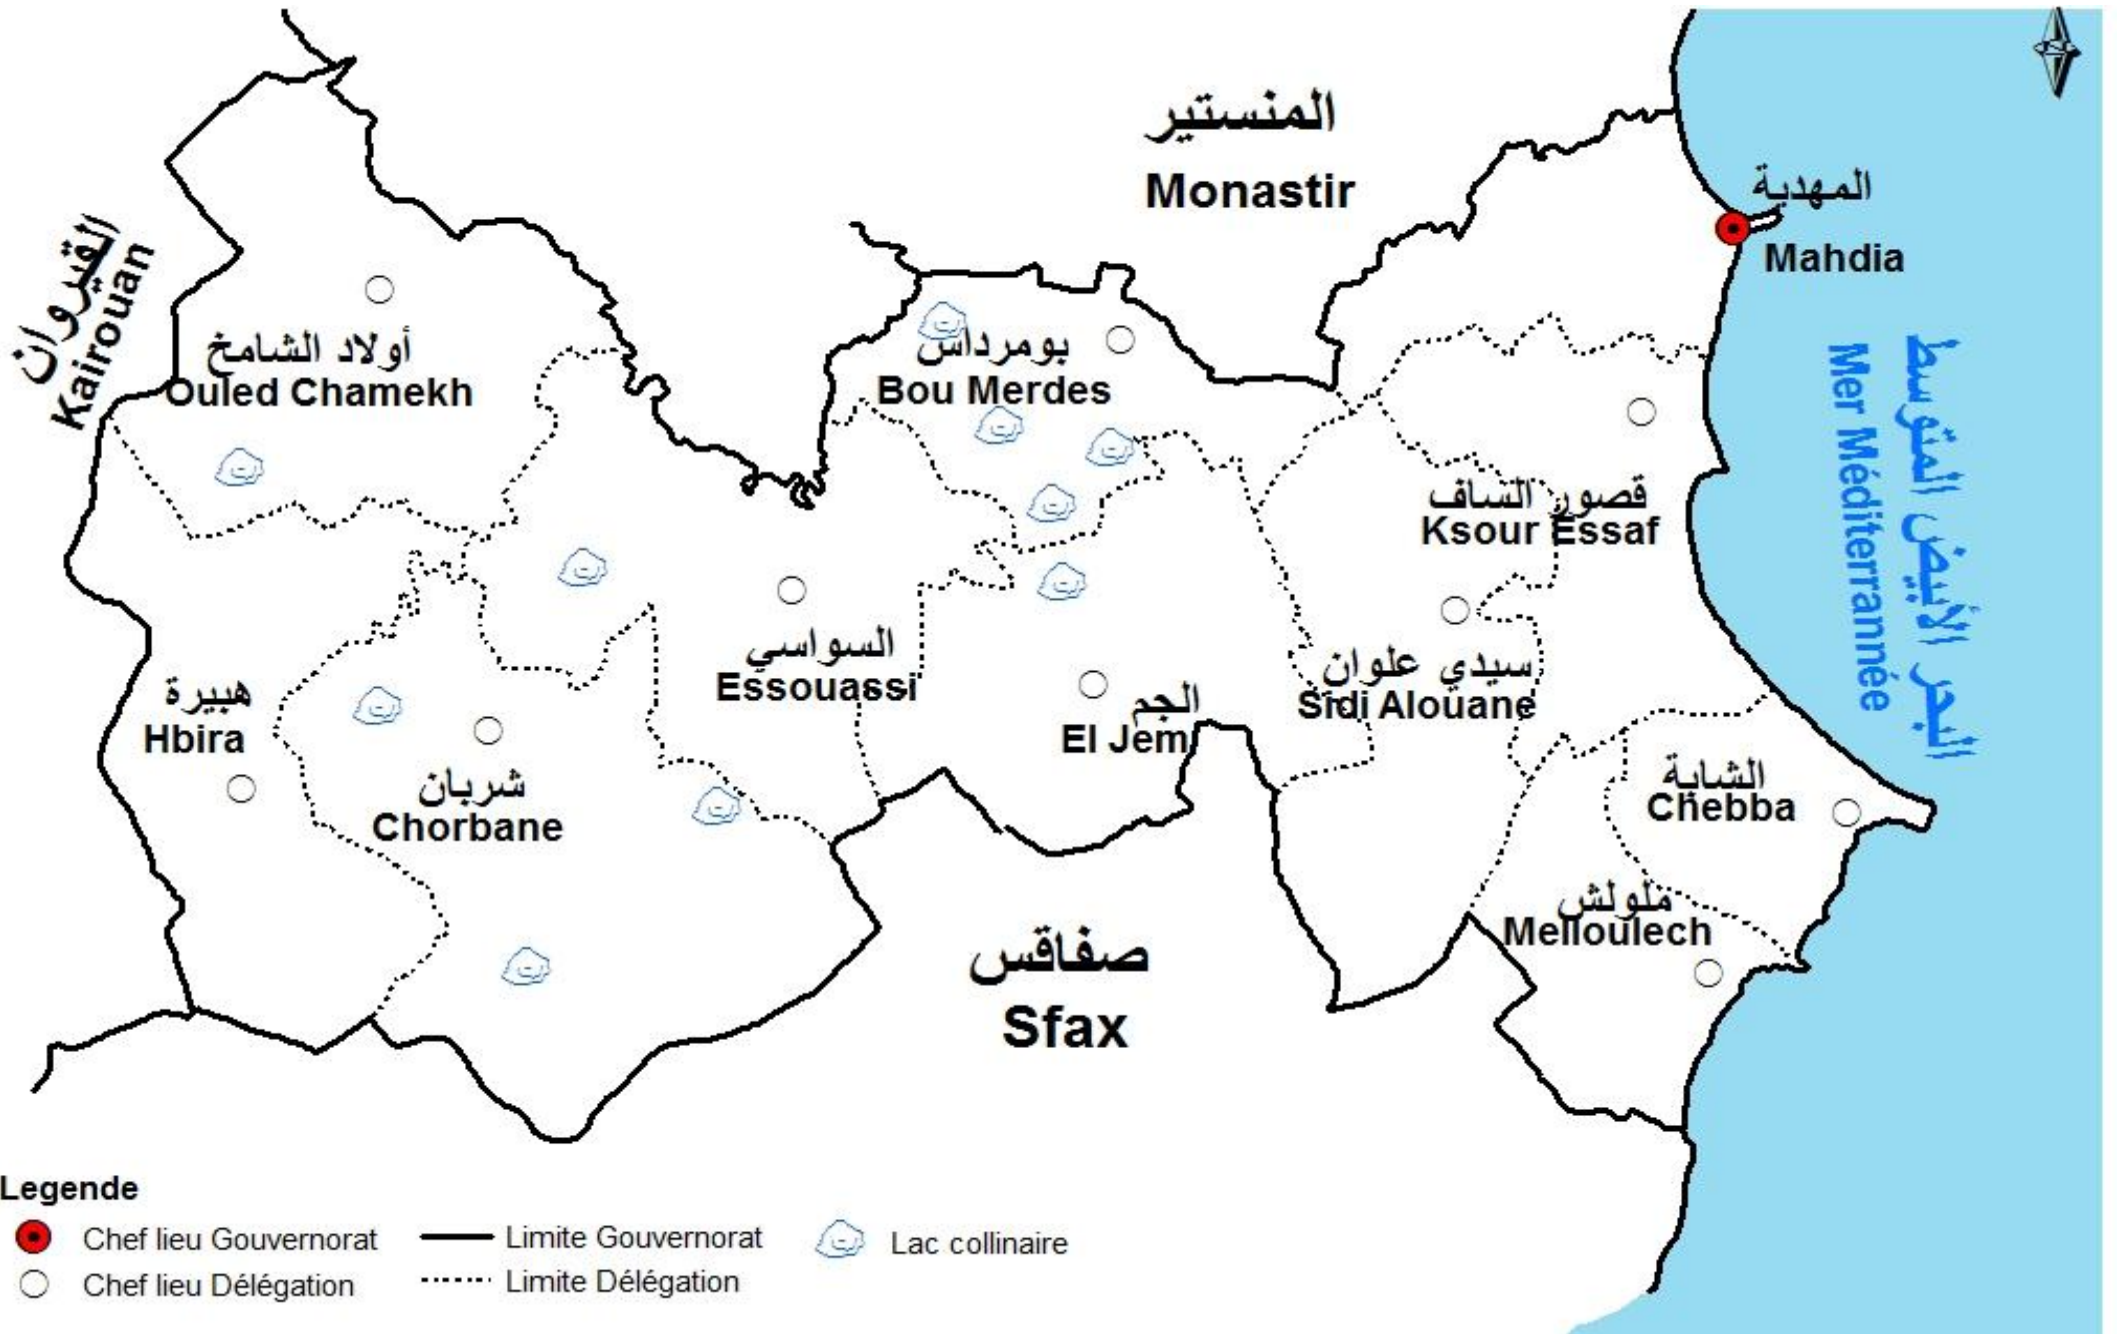 المنستير
Monastir
المهدية
Mahdia
القيروان
Kairouan
أولاد الشامخ
Ouled Chamekh
بومرداس
Bou Merdes
البحر الأبيض المتوسط
Mer Méditerrannée
قصور الساف
Ksour Essaf
السواسي
Essouassi
سيدي علوان
Sidi Alouane
هبيرة
Hbira
الجم
El Jem
شربان
Chorbane
الشابة
Chebba
ملولش
Melloulech
صفاقس
Sfax
Legende
Chef lieu Gouvernorat
Limite Gouvernorat
Lac collinaire
Chef lieu Délégation
Limite Délégation